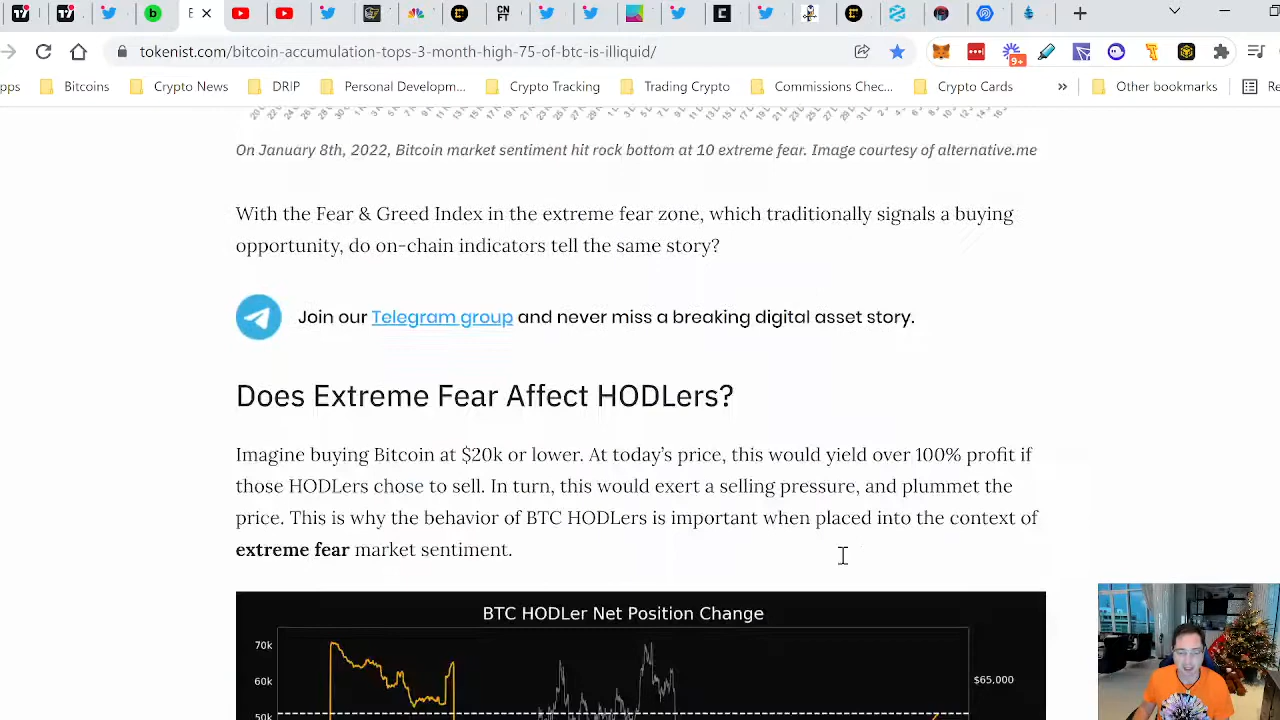 E
CN
FT
tokenist.com/bitcoin-accumulation-tops-3-month-high-75-of-btc-is-illiquid/
9+
pps
Bitcoins
Crypto News
DRIP
Personal Developm...
Crypto Tracking
Trading Crypto
Commissions Chec...
Crypto Cards
»
Other bookmarks
Re
On January 8th, 2022, Bitcoin market sentiment hit rock bottom at 10 extreme fear. Image courtesy of alternative.me
With the Fear & Greed Index in the extreme fear zone, which traditionally signals a buying
opportunity, do on-chain indicators tell the same story?
Join our Telegram group and never miss a breaking digital asset story.
Does Extreme Fear Affect HODLers?
Imagine buying Bitcoin at $20k or lower. At today's price, this would yield over 100% profit if
those HODLers chose to sell. In turn, this would exert a selling pressure, and plummet the
price. This is why the behavior of BTC HODLers is important when placed into the context of
extreme fear market sentiment.
BTC HODLer Net Position Change
70k
60k
$65,000
50k